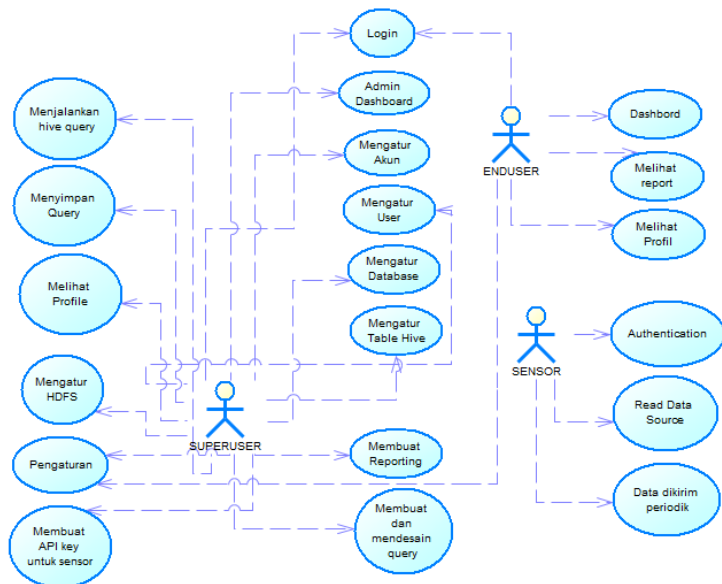 Login
Admin
Dashboard
Menjalankan
hive query
Dashbord
Mengatur
Akun
ENDUSER
Melihat
report
Menyimpan
Query
Mengatur
User
Melihat
Profil
Mengatur
Database
Melihat
Profile
Mengatur
Table Hive
Authentication
SENSOR
Mengatur
HDFS
Read Data
Source
SUPERUSER
Membuat
Reporting
Pengaturan
Data dikirim
periodik
Membuat
API key
untuk sensor
Membuat
dan
mendesain
query